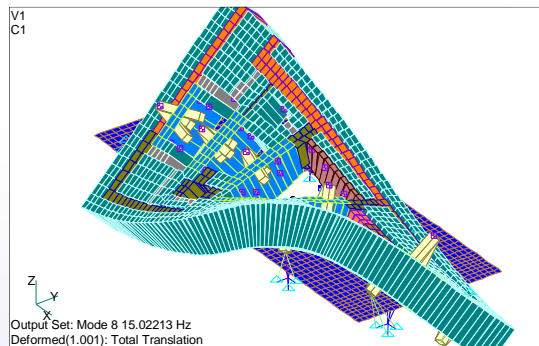 V1
C1
Z
Y
X
Output Set: Mode 8 15.02213 Hz
Deformed(1.001): Total Translation